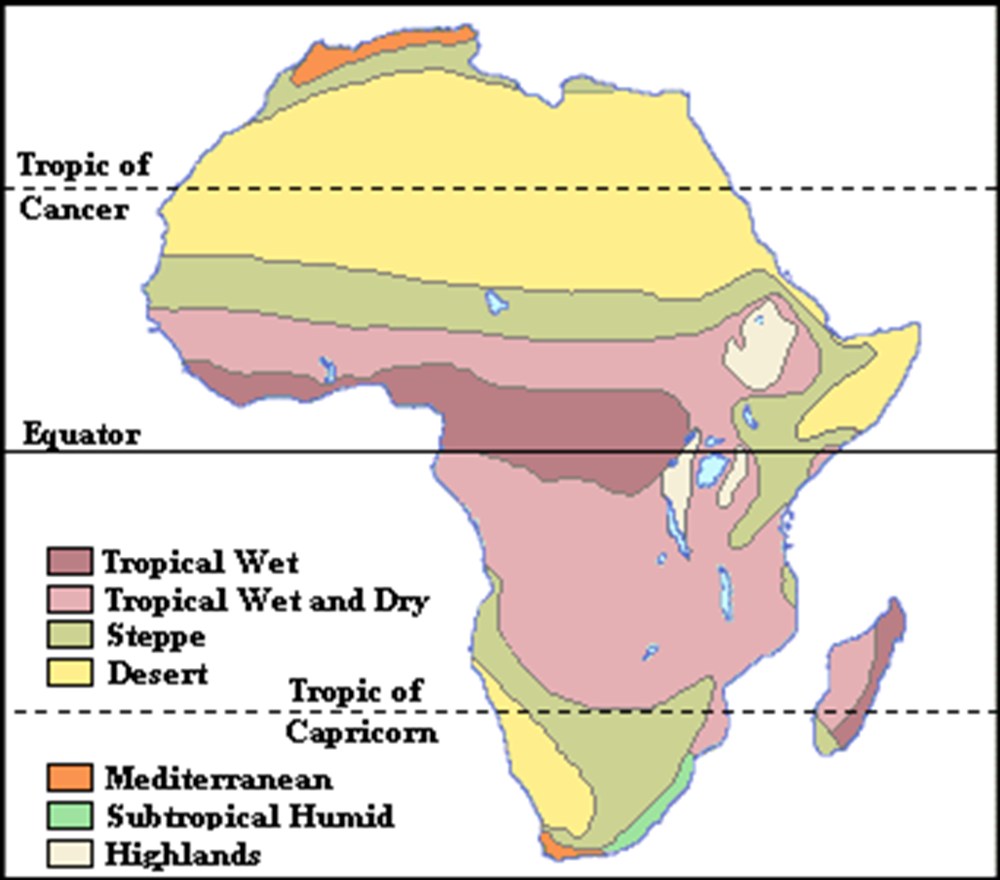 Tropic of
Cancer
Equator
Tropical Wet
Tropical Wet and Dry
Steppe
Desert
Tropic of
Capricorn
Mediterranean
Subtropical Humid
Highlands